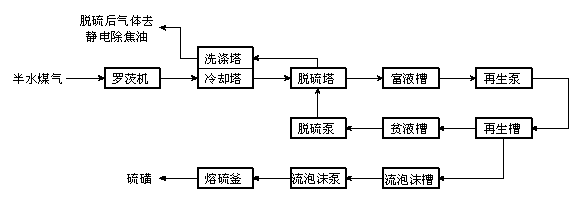 脱硫后气体去
静电除焦油
洗涤塔
半水煤气
罗茨机
冷却塔
脱硫塔
富液槽
再生泵
脱硫泵
贫液槽
再生槽
硫磺
熔硫釜
流泡沫泵
流泡沫槽